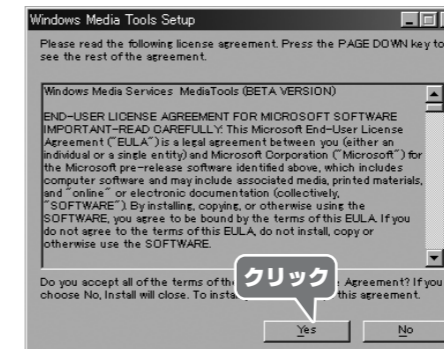 Windows Media Tools Setup
Please read the following license agreement. Press the PAGE DOWN key to
see the rest of the agreement.
Windows Media Services MediaTools (BETA VERSION)
END-USER LICENSE AGREEMENT FOR MICROSOFT SOFTWARE
IMPORTANT-READ CAREFULLY: This Microsoft End-User License
Agreement ("EULA") is a legal agreement between you (either an
individual or a single entity) and Microsoft Corporation ("Microsoft") for
the Microsoft pre-release software identified above, which includes
computer software and may include associated media, printed materials,
and "online" or electronic documentation (collectively,
"SOFTWARE"). By installing, copying, or otherwise using the
SOFTWARE, you agree to be bound by the terms of this EULA. If you
do not agree to the terms of this EULA, do not install, copy or
otherwise use the SOFTWARE.
Do you accept all of the terms of the Agreement? If you
choose No, Install will close. To this agreement.
クリック
Yes No